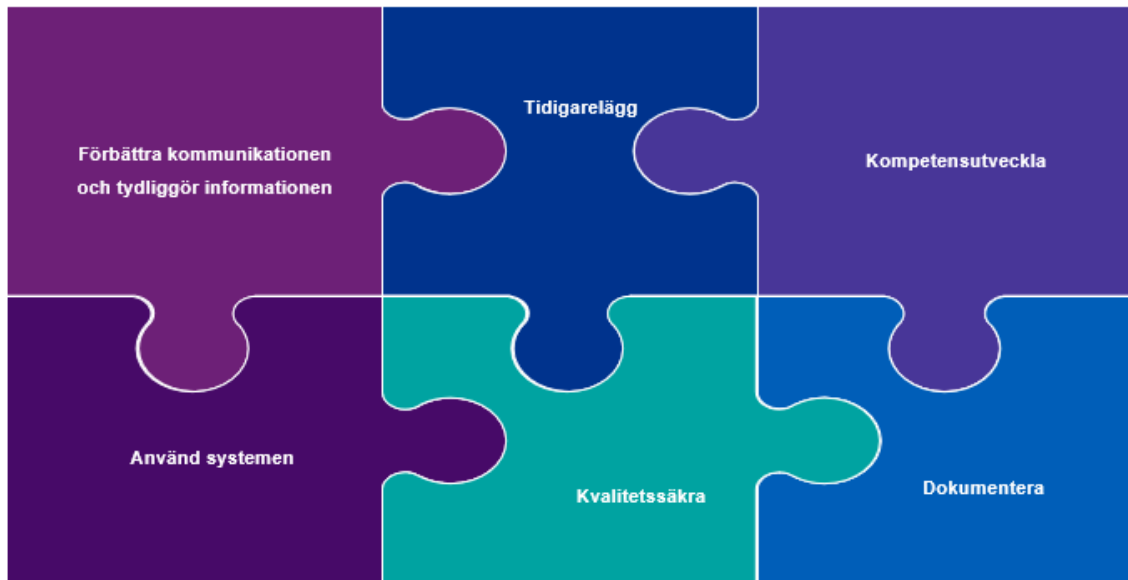 Förbättra kommunikationen
och tydliggör informationen
Tidigarelägg
Kompetensutveckla
Använd systemen
Kvalitetssäkra
Dokumentera